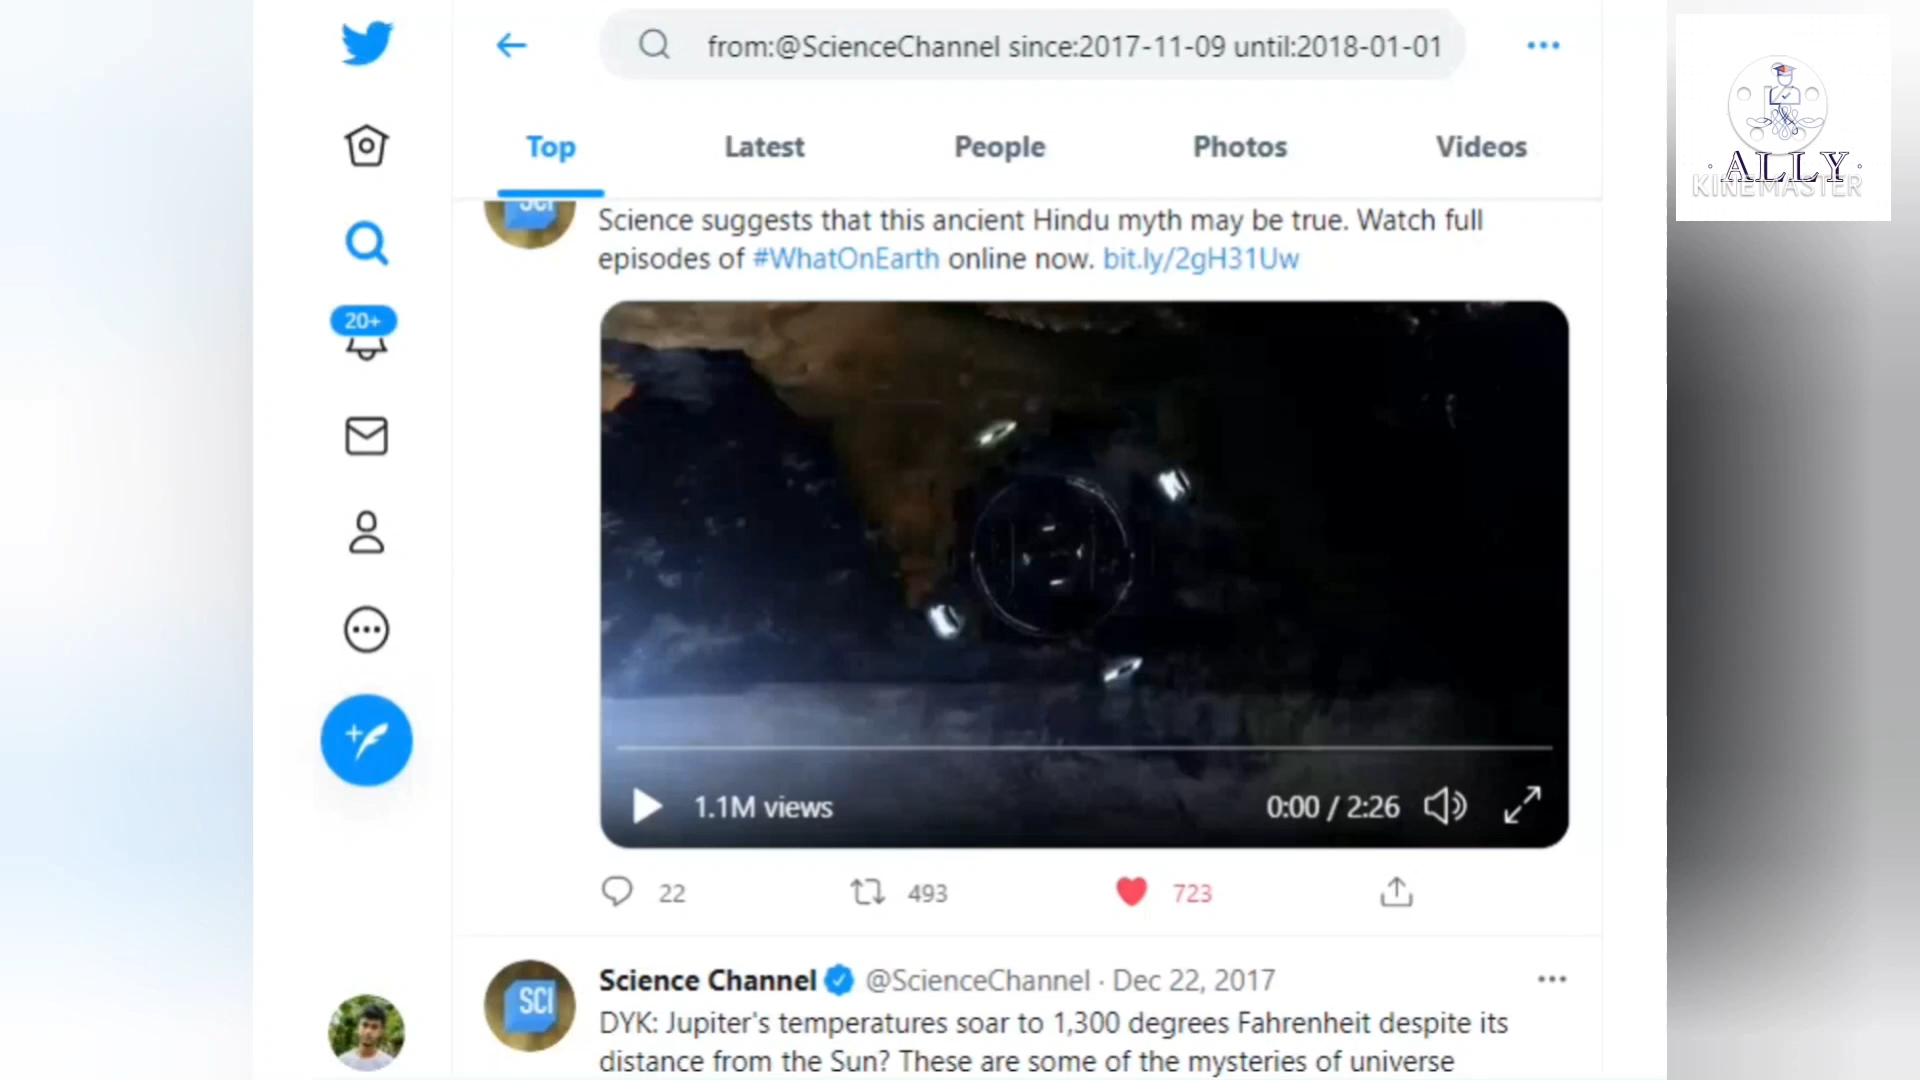 from:@ScienceChannel since:2017-11-09 until:2018-01-01
Top Latest People Photos Videos
SCI
Science suggests that this ancient Hindu myth may be true. Watch full
episodes of #WhatOnEarth online now. bit.ly/2gH31Uw
20+
1.1M views 0:00 / 2:26
22 493 723
Science Channel @ScienceChannel · Dec 22, 2017
SCI
DYK: Jupiter's temperatures soar to 1,300 degrees Fahrenheit despite its
distance from the Sun? These are some of the mysteries of universe
·ALLY·
KINEMASTER